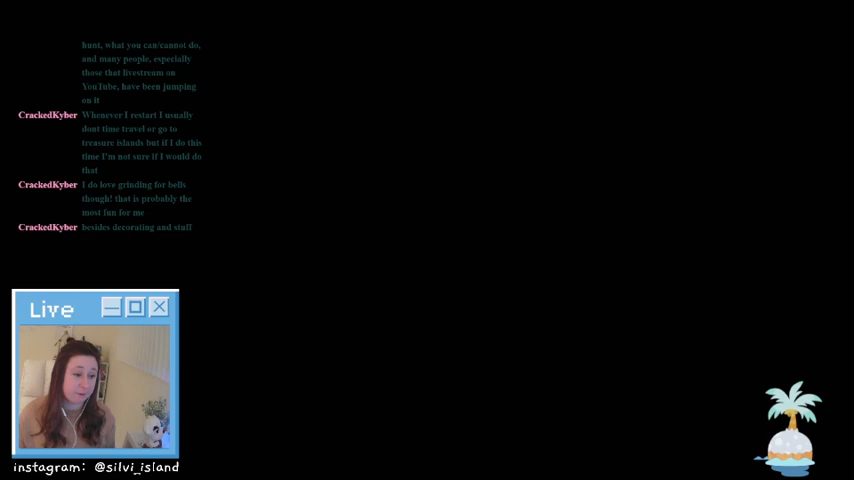 hunt, what you can/cannot do,
and many people, especially
those that livestream on
YouTube, have been jumping
on it
CrackedKyber Whenever I restart I usually
dont time travel or go to
treasure islands but if I do this
time I'm not sure if I would do
that
CrackedKyber I do love grinding for bells
though! that is probably the
most fun for me
CrackedKyber besides decorating and stuff
Live
instagram: @silvi_island